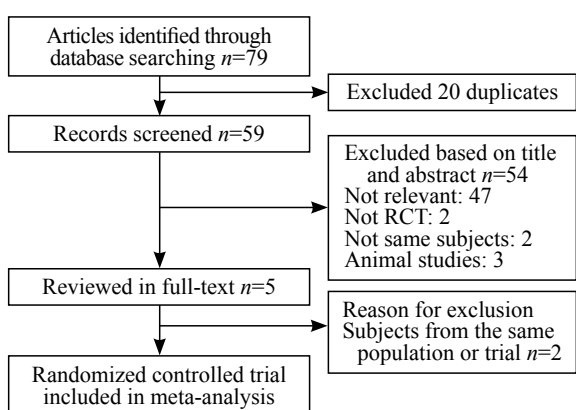 Articles identified through
database searching n=79
Excluded 20 duplicates
Records screened n=59
Excluded based on title
and abstract n=54
Not relevant: 47
Not RCT: 2
Not same subjects: 2
Animal studies: 3
Reviewed in full-text n=5
Reason for exclusion
Subjects from the same
population or trial n=2
Randomized controlled trial
included in meta-analysis